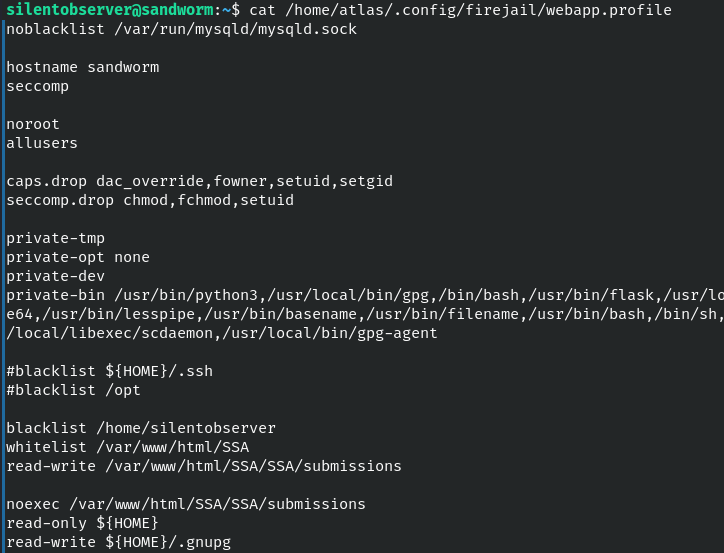 silentobserver@sandworm:~$ cat /home/atlas/.config/firejail/webapp.profile
noblacklist /var/run/mysqld/mysqld.sock
hostname sandworm
seccomp
noroot
allusers
caps.drop dac_override,fowner,setuid,setgid
seccomp.drop chmod,fchmod,setuid
private-tmp
private-opt none
private-dev
private-bin /usr/bin/python3,/usr/local/bin/gpg,/bin/bash,/usr/bin/flask,/usr/lo
e64,/usr/bin/lesspipe,/usr/bin/basename,/usr/bin/filename,/usr/bin/bash,/bin/sh,
/local/libexec/scdaemon,/usr/local/bin/gpg-agent
#blacklist ${HOME}/.ssh
#blacklist /opt
blacklist /home/silentobserver
whitelist /var/www/html/SSA
read-write /var/www/html/SSA/SSA/submissions
noexec /var/www/html/SSA/SSA/submissions
read-only ${HOME}
read-write ${HOME}/.gnupg